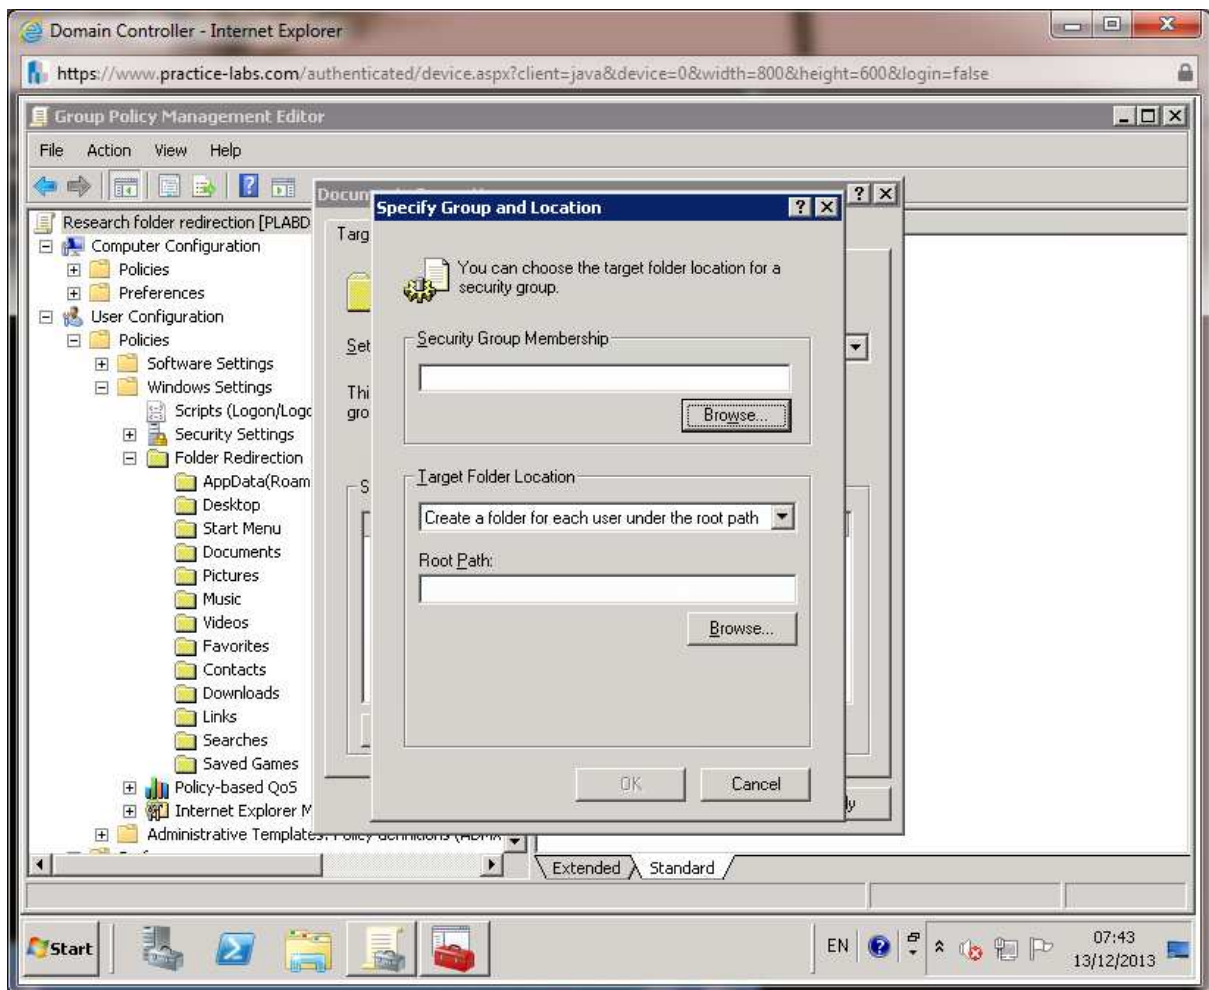 Domain Controller - Internet Explorer
https://www.practice-labs.com/authenticated/device.aspx?client=java&device=0&width=800&height=600&login=false
Group Policy Management Editor
File Action View Help
Research folder redirection [PLABD
Computer Configuration
Policies
Preferences
User Configuration
Policies
Software Settings
Windows Settings
Scripts (Logon/Logo
Security Settings
Folder Redirection
AppData(Roam
Desktop
Start Menu
Documents
Pictures
Music
Videos
Favorites
Contacts
Downloads
Links
Searches
Saved Games
Policy-based QoS
Internet Explorer M
Administrative Templates:
Targ
Set
Thi
gro
S
Specify Group and Location
You can choose the target folder location for a
security group.
Security Group Membership
Browse...
Target Folder Location
Create a folder for each user under the root path
Root Path:
Browse...
OK Cancel
ly
Extended Standard
Start
EN
07:43
13/12/2013